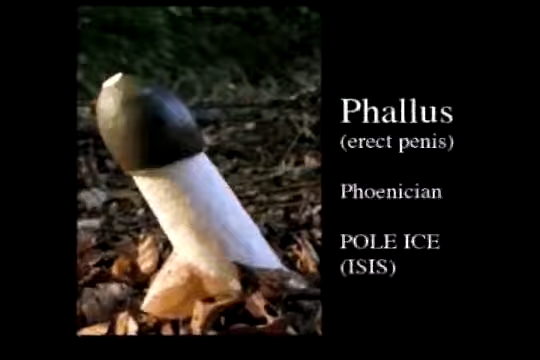 Phallus
(erect penis)
Phoenician
POLE ICE
(ISIS)